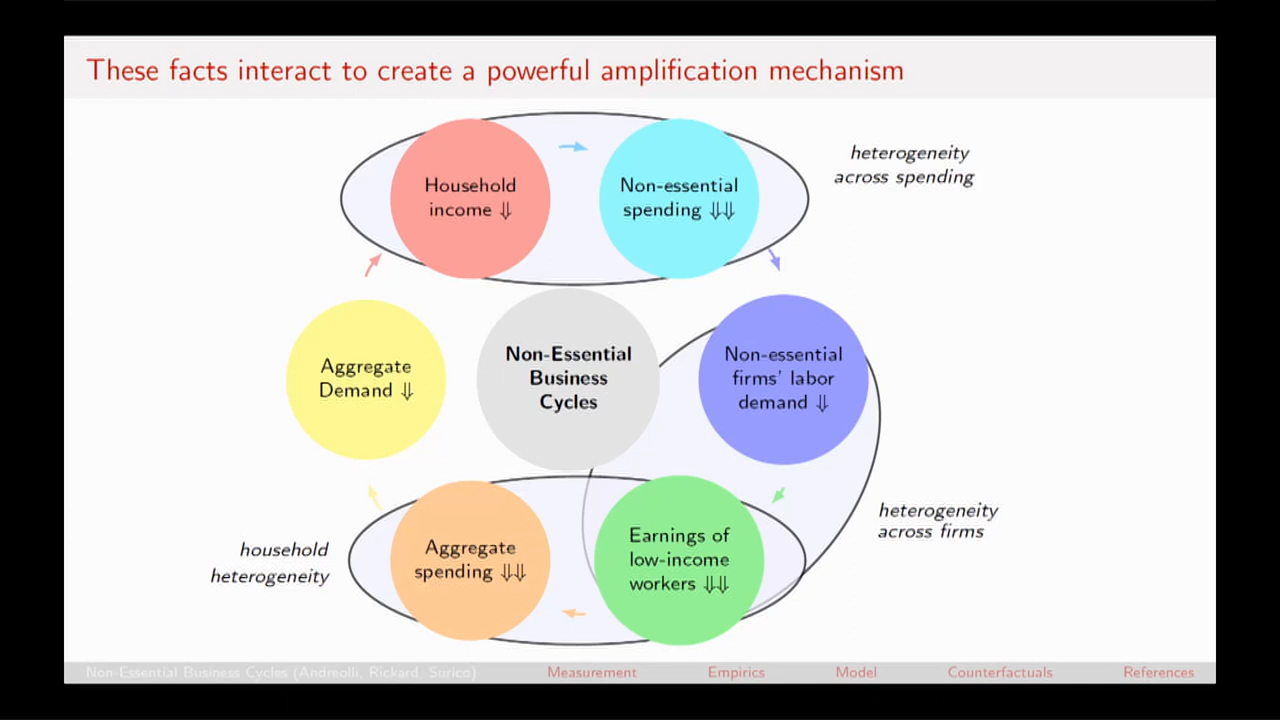 These facts interact to create a powerful amplification mechanism
Household
income ⇓
Non-essential
spending ⇓⇓
heterogeneity
across spending
Aggregate
Demand ⇓
Non-Essential
Business
Cycles
Non-essential
firms' labor
demand ⇓
household
heterogeneity
Aggregate
spending ⇓⇓
Earnings of
low-income
workers ⇓⇓
heterogeneity
across firms
Non-Essential Business Cycles (Andreolli, Rickard, Surico)
Measurement
Empirics
Model
Counterfactuals
References